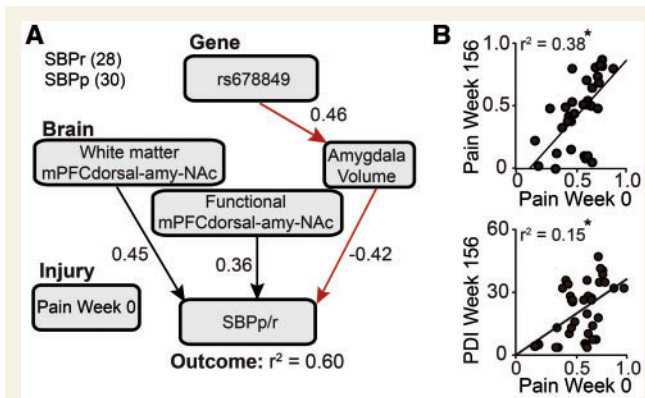 A
SBPr (28)
SBPp (30)
Gene
rs678849
0.46
Brain
White matter
mPFCdorsal-amy-NAc
Amygdala
Volume
Functional
mPFCdorsal-amy-NAc
0.45
0.36
-0.42
Injury
Pain Week 0
SBPp/r
Outcome: r² = 0.60
B
r² = 0.38*
Pain Week 156
1.0
0.5
0
0 0.5 1.0
Pain Week 0
r² = 0.15*
PDI Week 156
60
30
0
0 0.5 1.0
Pain Week 0